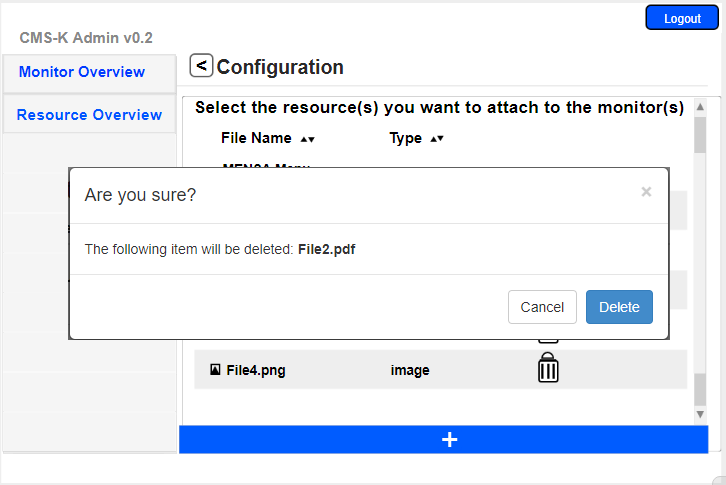 Logout
CMS-K Admin v0.2
Monitor Overview
< Configuration
Resource Overview
Select the resource(s) you want to attach to the monitor(s)
File Name Type
Are you sure? ×
The following item will be deleted: File2.pdf
Cancel Delete
File4.png image
+